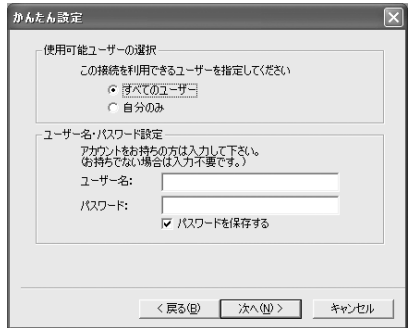 かんたん設定
使用可能ユーザーの選択
この接続を利用できるユーザーを指定してください
すべてのユーザー
自分のみ
ユーザー名・パスワード設定
アカウントをお持ちの方は入力して下さい。
(お持ちでない場合は入力不要です。)
ユーザー名:
パスワード:
パスワードを保存する
< 戻る(B)
次へ(N) >
キャンセル